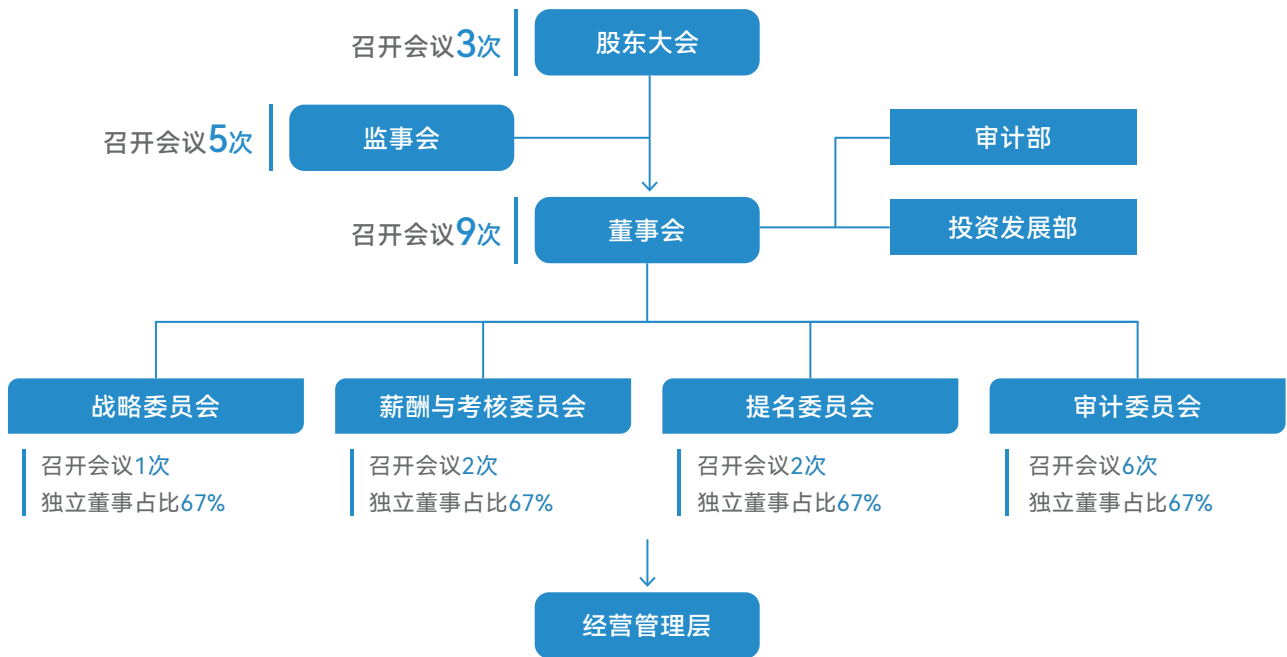 召开会议3次
股东大会
召开会议5次
监事会
审计部
召开会议9次
董事会
投资发展部
战略委员会
召开会议1次
独立董事占比67%
薪酬与考核委员会
召开会议2次
独立董事占比67%
提名委员会
召开会议2次
独立董事占比67%
审计委员会
召开会议6次
独立董事占比67%
经营管理层